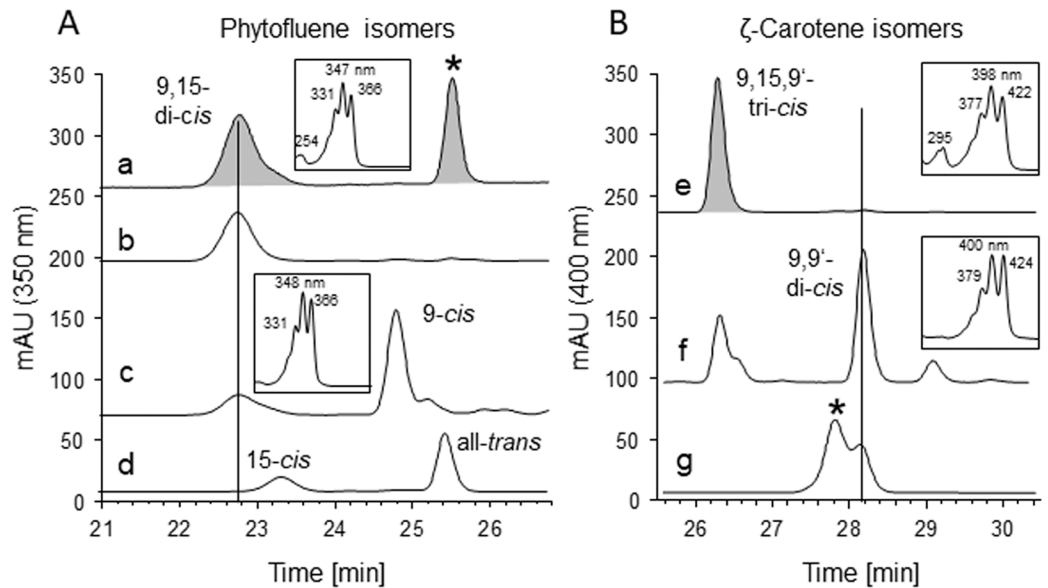 A
Phytofluene isomers
mAU (350 nm)
350
300
250
200
150
100
50
0
9,15-
di-cis
347 nm
331
366
254
*
a
b
348 nm
331
366
9-cis
c
15-cis
all-trans
d
21
22
23
24
25
26
Time [min]
B
ζ-Carotene isomers
mAU (400 nm)
350
300
250
200
150
100
50
0
9,15,9‘-
tri-cis
398 nm
377
422
295
e
9,9‘-
di-cis
400 nm
379
424
f
*
g
26
27
28
29
30
Time [min]